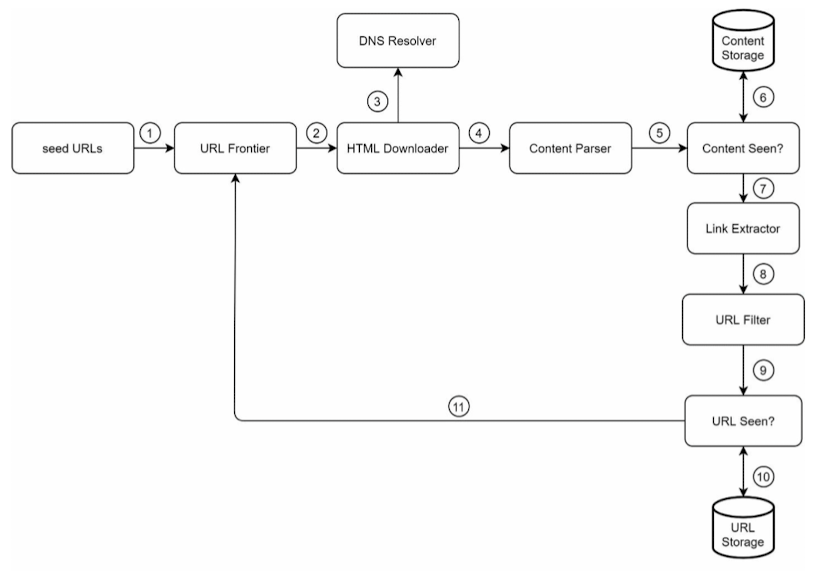 DNS Resolver
Content
Storage
3
6
1
2
4
5
seed URLs
URL Frontier
HTML Downloader
Content Parser
Content Seen?
7
Link Extractor
8
URL Filter
9
11
URL Seen?
10
URL
Storage